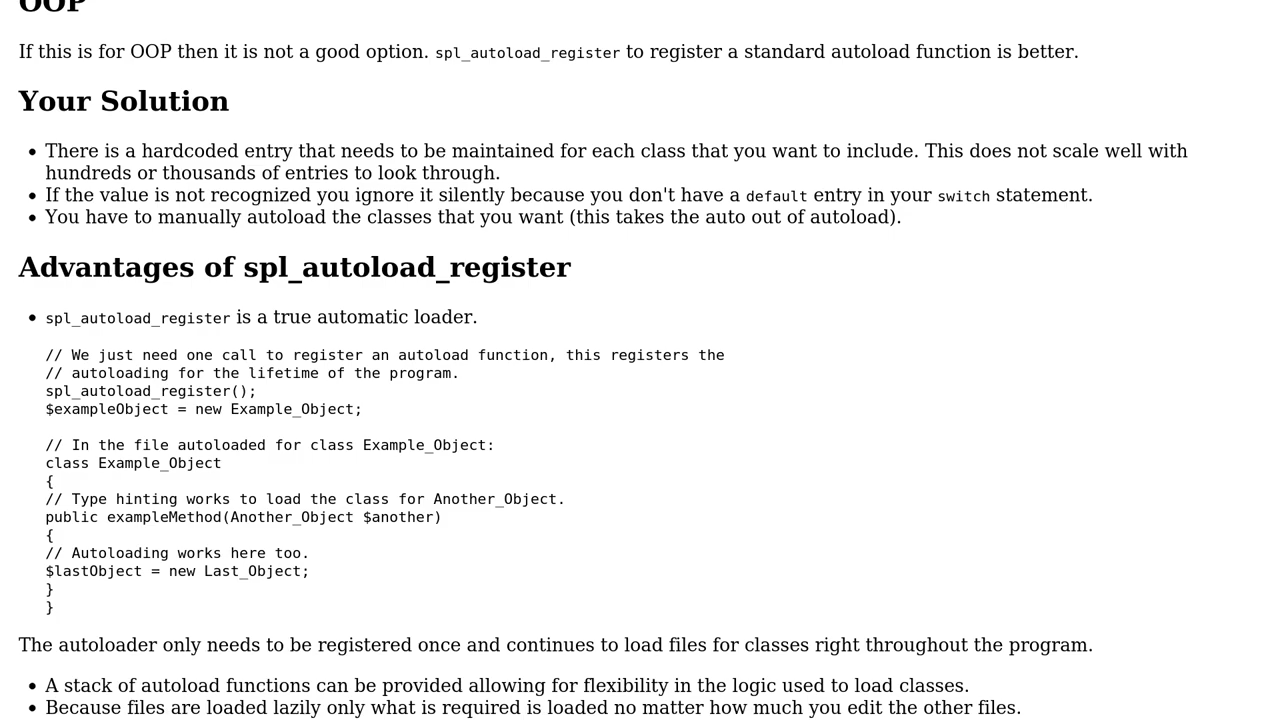 OOP
If this is for OOP then it is not a good option. spl_autoload_register to register a standard autoload function is better.
Your Solution
• There is a hardcoded entry that needs to be maintained for each class that you want to include. This does not scale well with
hundreds or thousands of entries to look through.
• If the value is not recognized you ignore it silently because you don't have a default entry in your switch statement.
• You have to manually autoload the classes that you want (this takes the auto out of autoload).
Advantages of spl_autoload_register
• spl_autoload_register is a true automatic loader.
// We just need one call to register an autoload function, this registers the
// autoloading for the lifetime of the program.
spl_autoload_register();
$exampleObject = new Example_Object;
// In the file autoloaded for class Example_Object:
class Example_Object
{
// Type hinting works to load the class for Another_Object.
public exampleMethod(Another_Object $another)
{
// Autoloading works here too.
$lastObject = new Last_Object;
}
}
The autoloader only needs to be registered once and continues to load files for classes right throughout the program.
• A stack of autoload functions can be provided allowing for flexibility in the logic used to load classes.
• Because files are loaded lazily only what is required is loaded no matter how much you edit the other files.